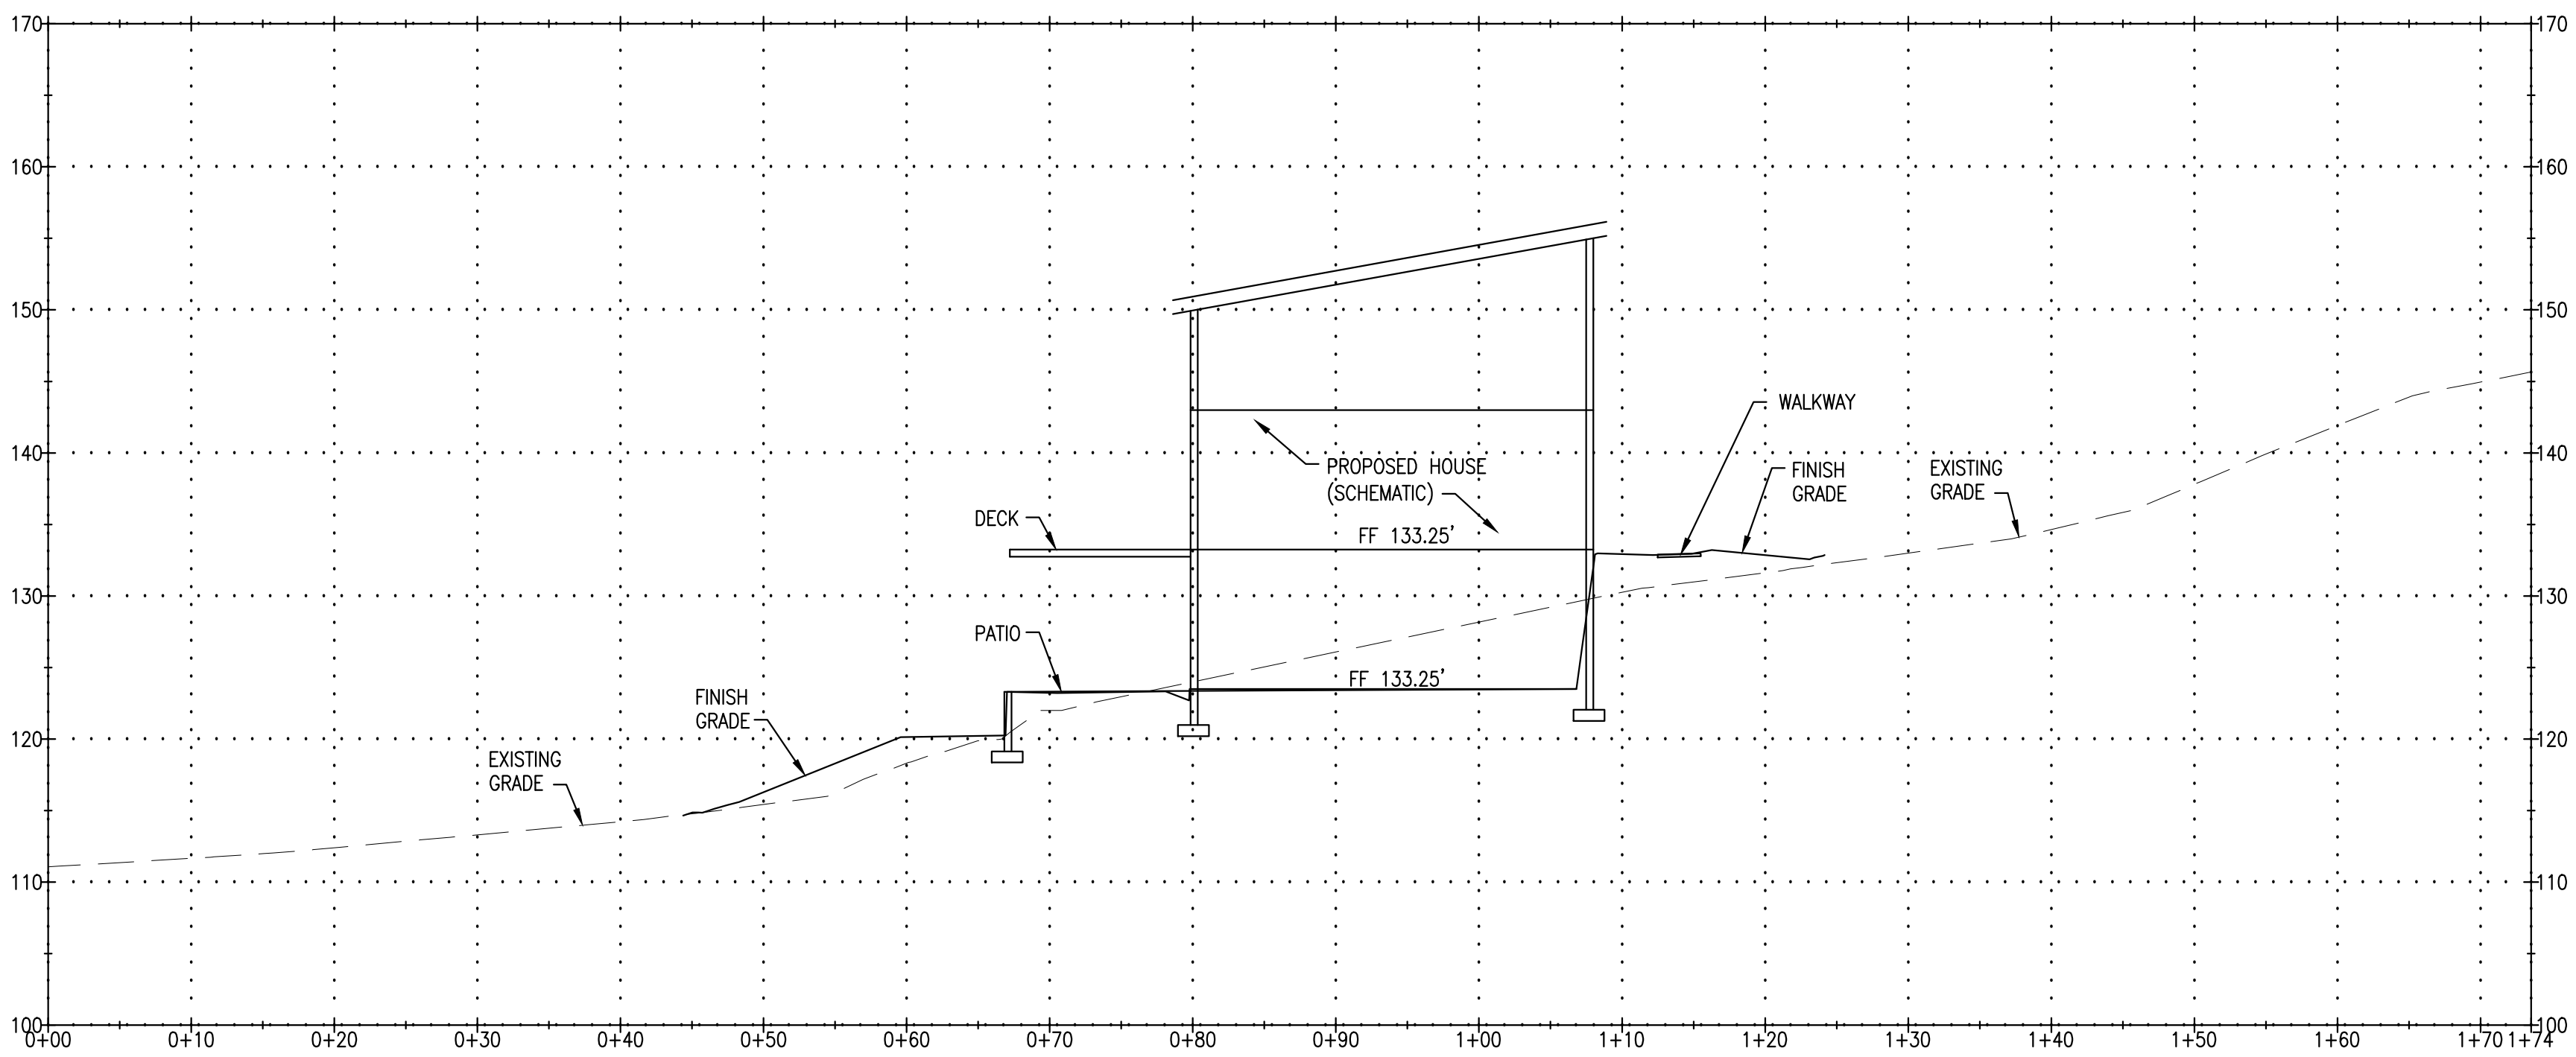 170
170
160
160
150
150
WALKWAY
140
140
PROPOSED HOUSE
(SCHEMATIC)
FINISH
GRADE
EXISTING
GRADE
DECK
FF 133.25'
130
130
PATIO
FF 133.25'
FINISH
GRADE
120
120
EXISTING
GRADE
110
110
100
100
0+00 0+10 0+20 0+30 0+40 0+50 0+60 0+70 0+80 0+90 1+00 1+10 1+20 1+30 1+40 1+50 1+60 1+70 1+74